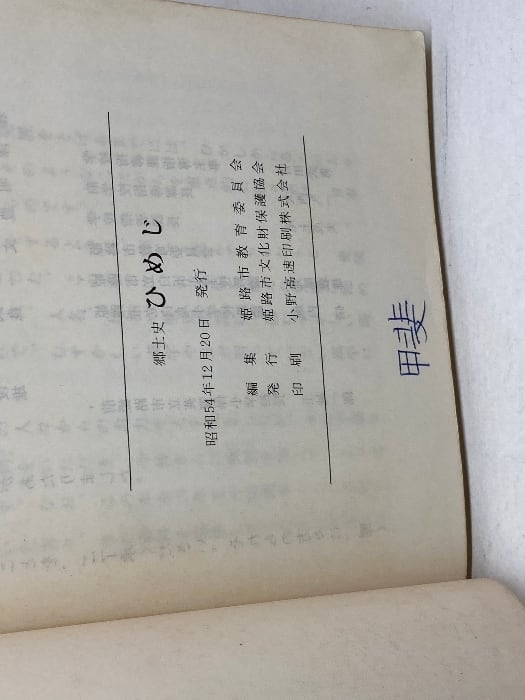 郷土史 ひめじ
昭和54年12月20日 発行
編集 姫路市教育委員会
発行 姫路市文化財保護協会
印刷 小野高速印刷株式会社
甲斐